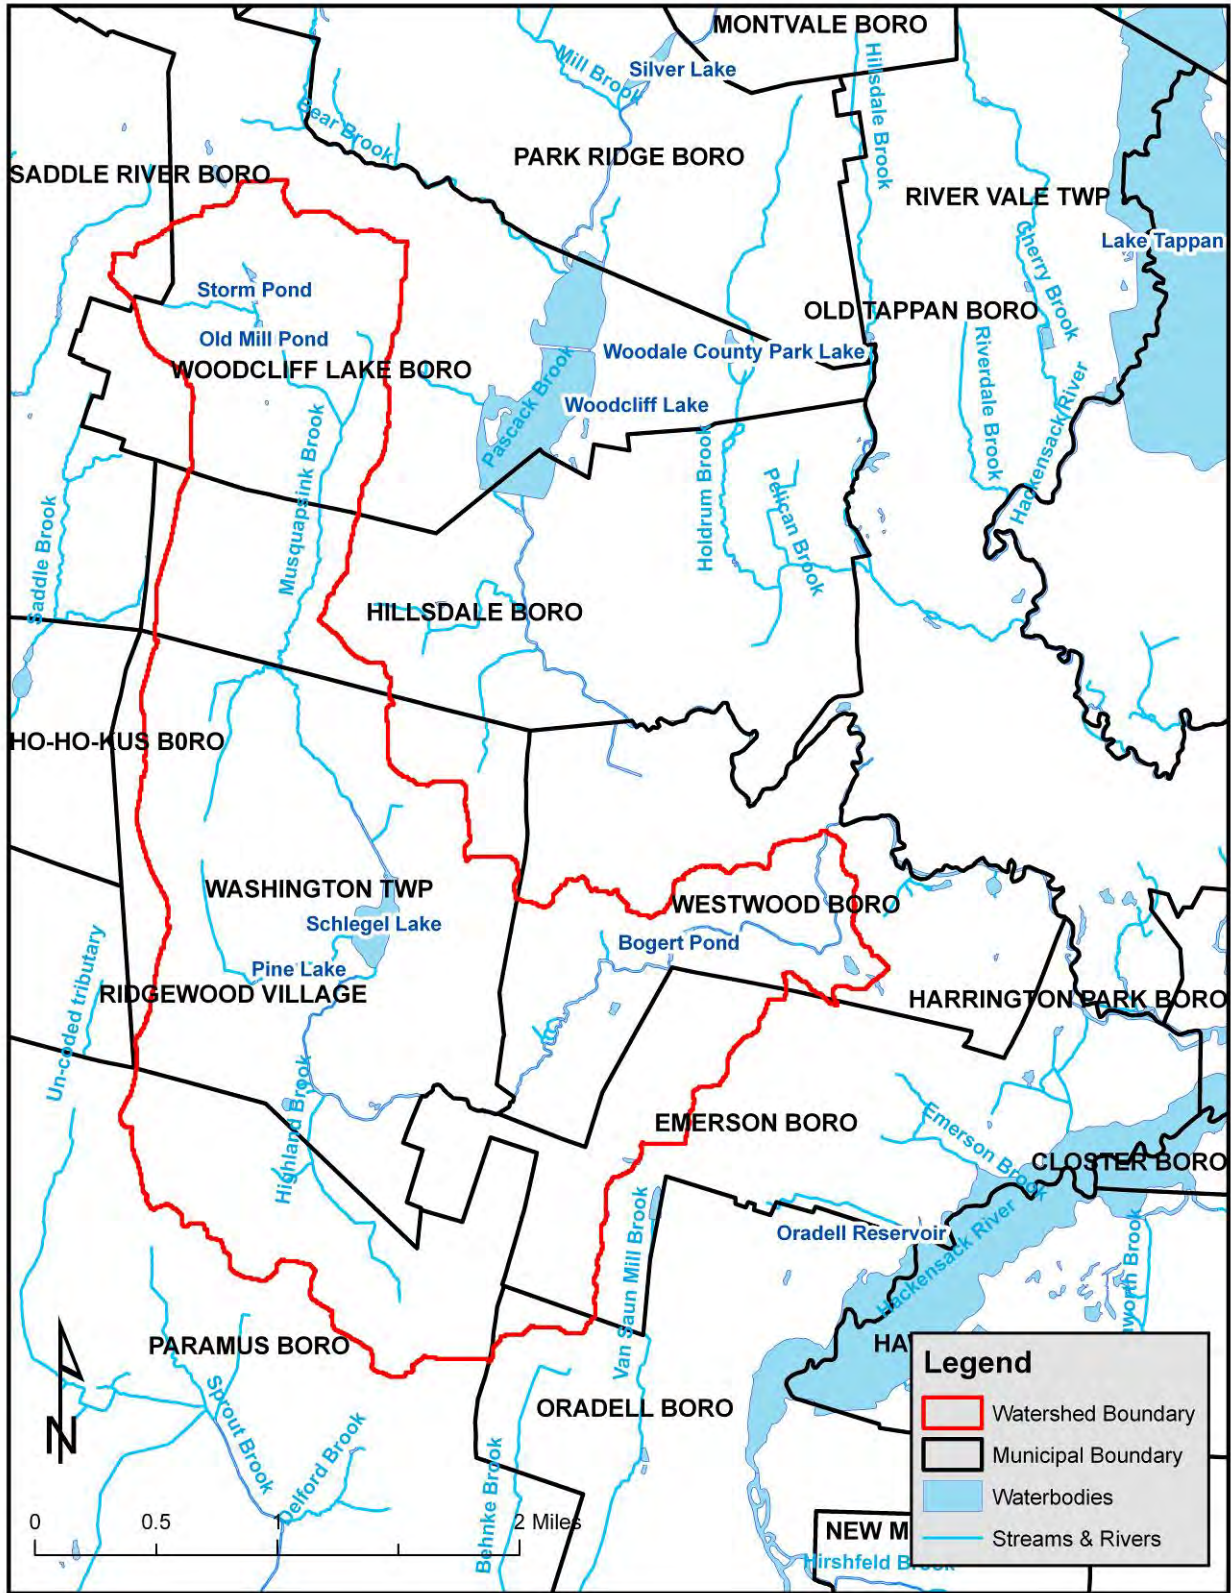 MONTVALE BORO
Mill Brook
Silver Lake
Hillsdale Brook
Bear Brook
PARK RIDGE BORO
SADDLE RIVER BORO
RIVER VALE TWP
Cherry Brook
Lake Tappan
Storm Pond
OLD TAPPAN BORO
Old Mill Pond
Woodale County Park Lake
WOODCLIFF LAKE BORO
Pascack Brook
Woodcliff Lake
Riverdale Brook
Hackensack River
Musquapsink Brook
Holdrum Brook
Pelican Brook
Saddle Brook
HILLSDALE BORO
HO-HO-KUS B0RO
WASHINGTON TWP
WESTWOOD BORO
Schlegel Lake
Bogert Pond
Pine Lake
RIDGEWOOD VILLAGE
HARRINGTON PARK BORO
Un-coded tributary
Highland Brook
EMERSON BORO
Emerson Brook
CLOSTER BORO
Van Saun Mill Brook
Oradell Reservoir
Hackensack River
worth Brook
PARAMUS BORO
HA
ORADELL BORO
Sprout Brook
Delford Brook
Behnke Brook
N
0 0.5 1 2 Miles
NEW M
Hirshfeld Brook
Legend
Watershed Boundary
Municipal Boundary
Waterbodies
Streams & Rivers